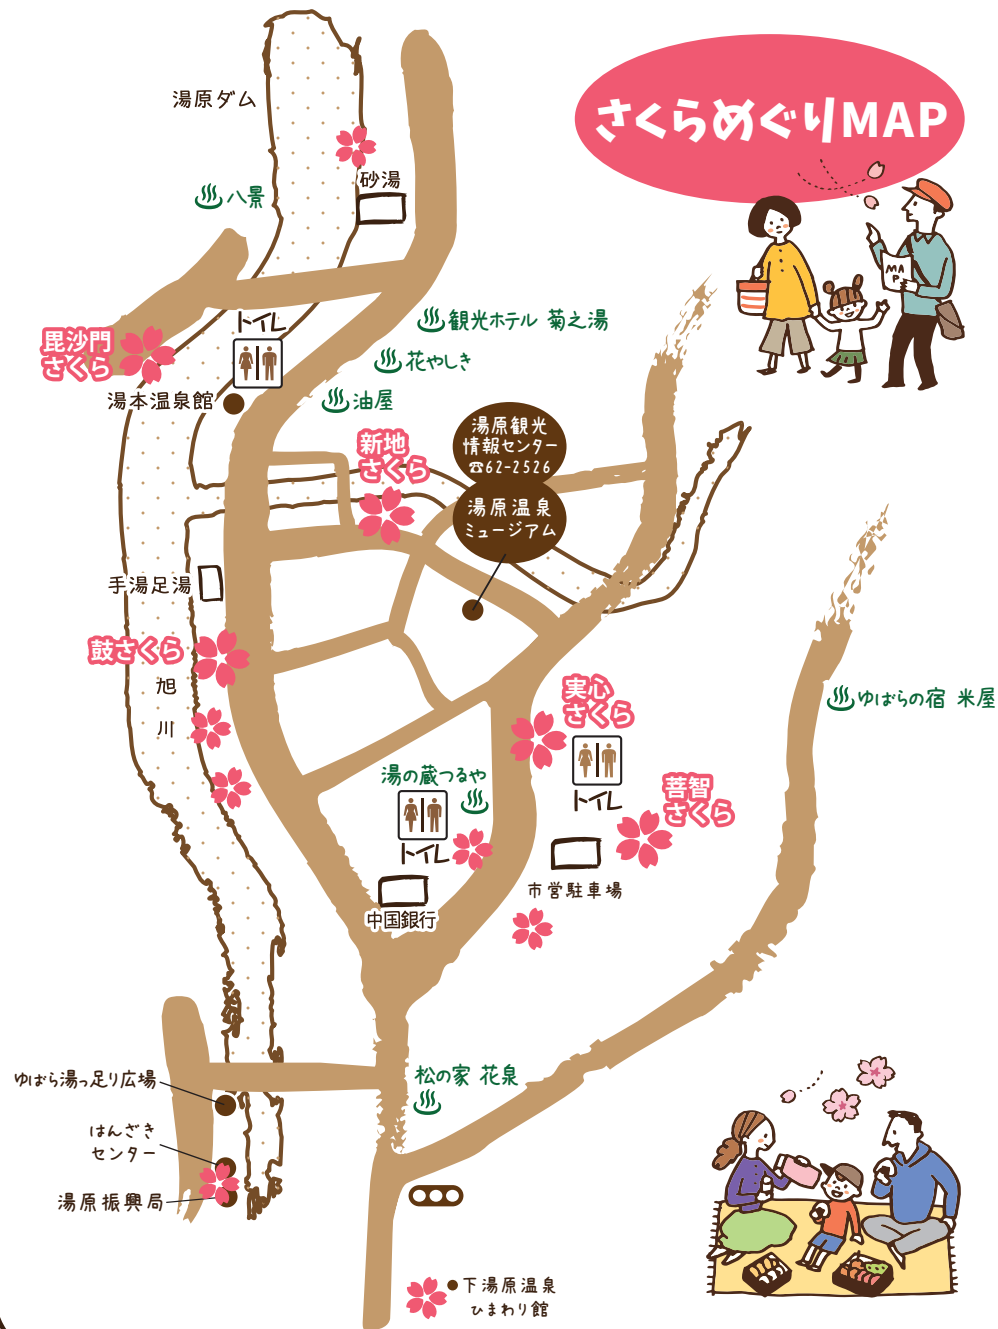 さくらめぐりMAP
湯原ダム
砂湯
八景
MA
P
トイレ
観光ホテル 菊之湯
毘沙門
さくら
花やしき
湯本温泉館
油屋
新地
さくら
湯原観光
情報センター
☎62-2526
湯原温泉
ミュージアム
手湯足湯
鼓さくら
旭
川
実心
さくら
ゆばらの宿 米屋
トイレ
湯の蔵つるや
トイレ
菩智
さくら
市営駐車場
中国銀行
松の家 花泉
ゆばら湯っ足り広場
はんざき
センター
湯原振興局
下湯原温泉
ひまわり館